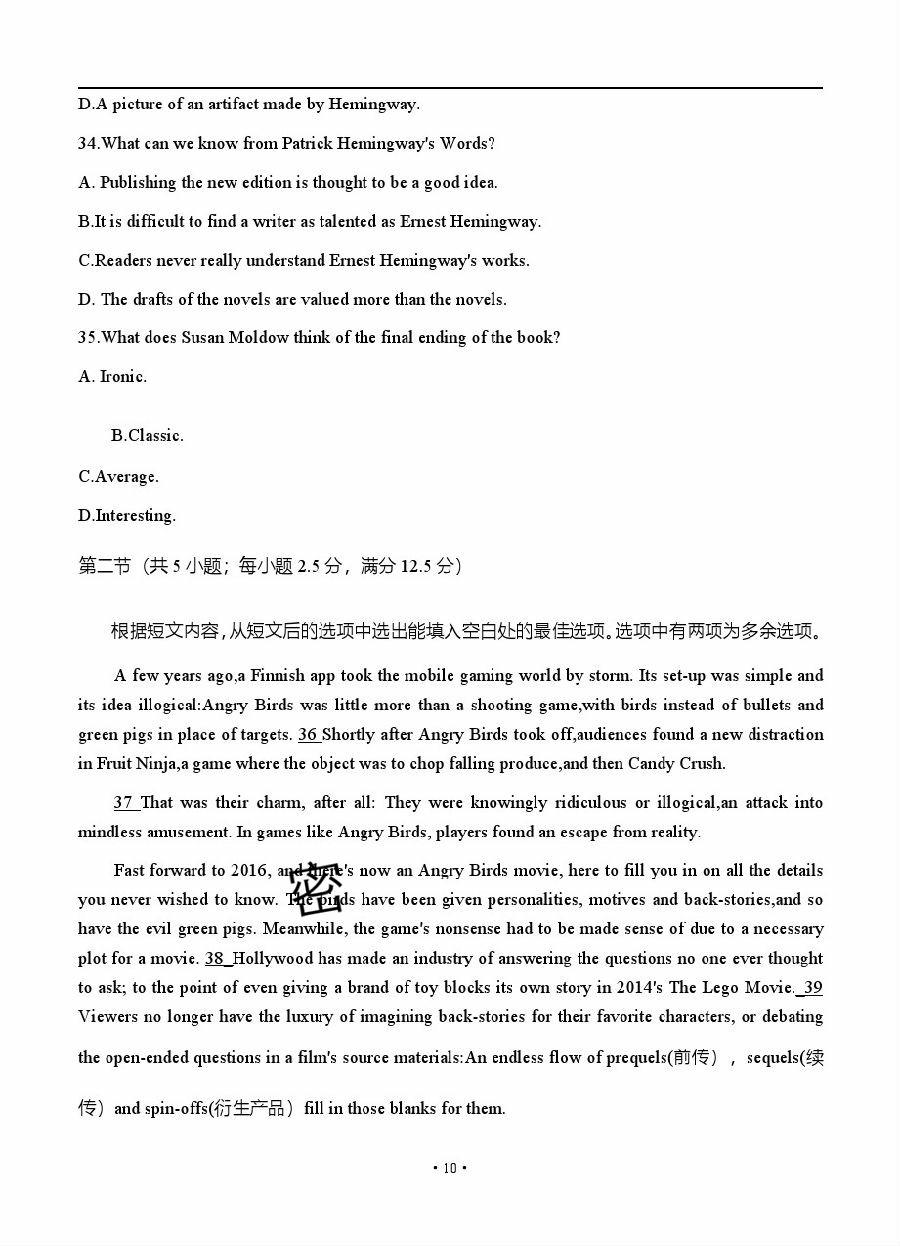 D.A picture of an artifact made by Hemingway.
34.What can we know from Patrick Hemingway's Words?
A. Publishing the new edition is thought to be a good idea.
B.It is difficult to find a writer as talented as Ernest Hemingway.
C.Readers never really understand Ernest Hemingway's works.
D. The drafts of the novels are valued more than the novels.
35.What does Susan Moldow think of the final ending of the book?
A. Ironic.
B.Classic.
C.Average.
D.Interesting.
第二节（共 5 小题；每小题 2.5 分，满分 12.5 分）
根据短文内容，从短文后的选项中选出能填入空白处的最佳选项。选项中有两项为多余选项。
A few years ago,a Finnish app took the mobile gaming world by storm. Its set-up was simple and
its idea illogical:Angry Birds was little more than a shooting game,with birds instead of bullets and
green pigs in place of targets. 36 Shortly after Angry Birds took off,audiences found a new distraction
in Fruit Ninja,a game where the object was to chop falling produce,and then Candy Crush.
37 That was their charm, after all: They were knowingly ridiculous or illogical,an attack into
mindless amusement. In games like Angry Birds, players found an escape from reality.
Fast forward to 2016, and there's now an Angry Birds movie, here to fill you in on all the details
you never wished to know. The birds have been given personalities, motives and back-stories,and so
have the evil green pigs. Meanwhile, the game's nonsense had to be made sense of due to a necessary
plot for a movie. 38 Hollywood has made an industry of answering the questions no one ever thought
to ask; to the point of even giving a brand of toy blocks its own story in 2014's The Lego Movie. 39
Viewers no longer have the luxury of imagining back-stories for their favorite characters, or debating
the open-ended questions in a film's source materials:An endless flow of prequels(前传），sequels(续
传）and spin-offs(衍生产品）fill in those blanks for them.
密
• 10 •